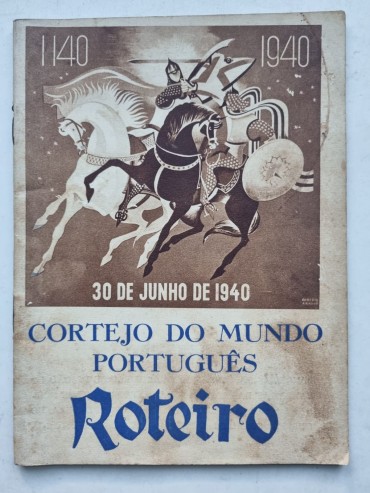 1140 1940
30 DE JUNHO DE 1940
CORTEJO DO MUNDO
PORTUGUÊS
Roteiro